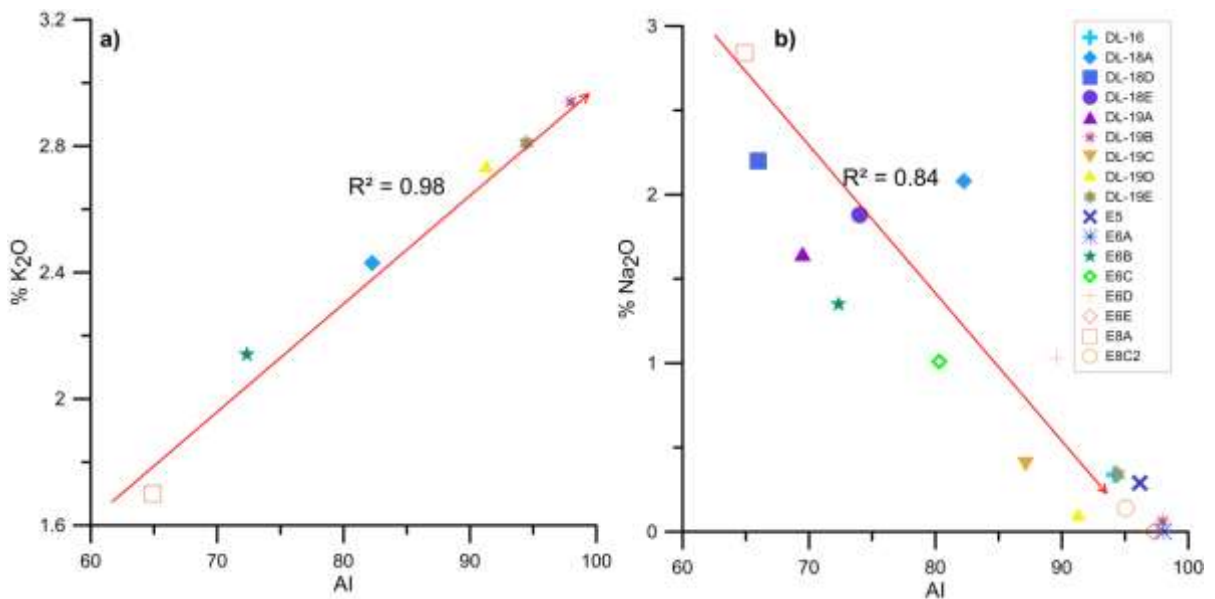 a)
3.2
2.8
2.4
2
1.6
% K2O
R² = 0.98
60
70
80
90
100
AI
b)
3
2
1
0
% Na2O
R² = 0.84
60
70
80
90
100
AI
DL-16
DL-18A
DL-18D
DL-18E
DL-19A
DL-19B
DL-19C
DL-19D
DL-19E
E5
E6A
E6B
E6C
E6D
E6E
E8A
E8C2